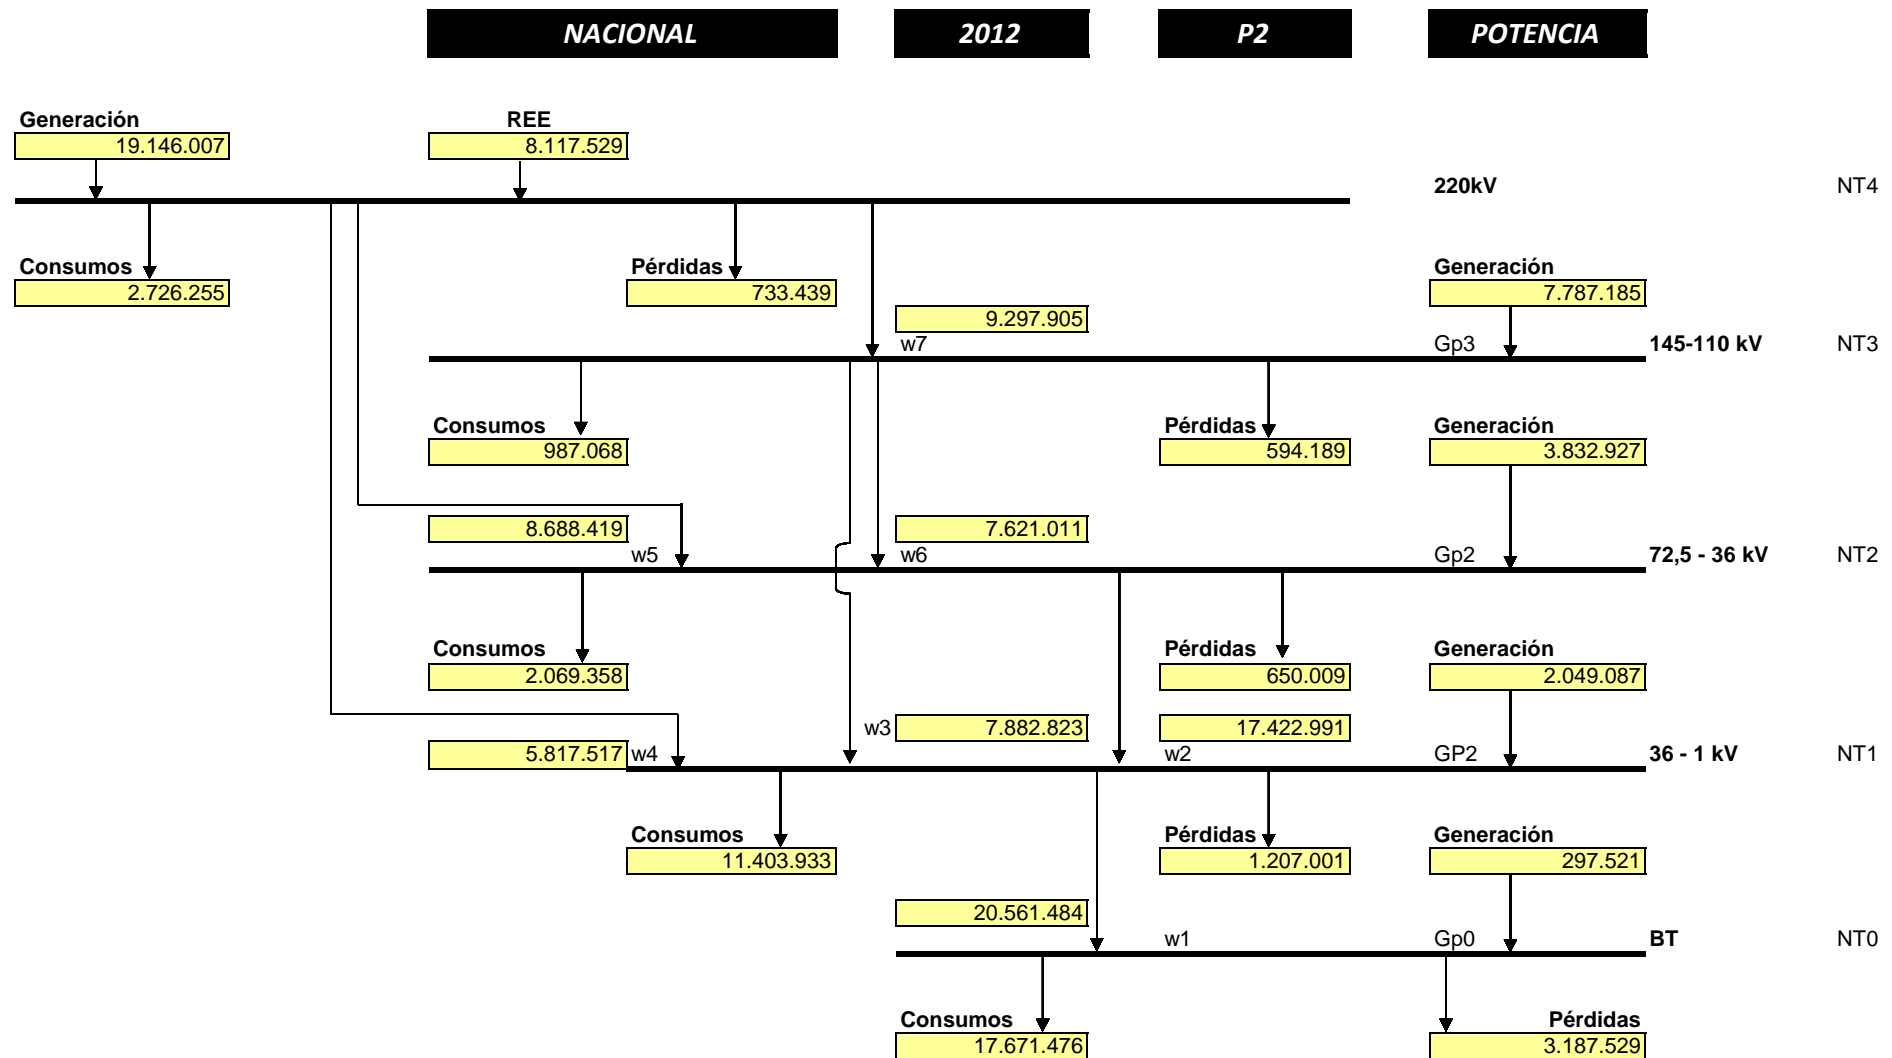 NACIONAL 2012 P2 POTENCIA
Generación REE
19.146.007 8.117.529
220kV NT4
Consumos Pérdidas Generación
2.726.255 733.439 7.787.185
9.297.905
w7 Gp3 145-110 kV NT3
Consumos Pérdidas Generación
987.068 594.189 3.832.927
8.688.419 7.621.011
w5 w6 Gp2 72,5 - 36 kV NT2
Consumos Pérdidas Generación
2.069.358 650.009 2.049.087
w3 7.882.823 17.422.991
5.817.517 w4 w2 GP2 36 - 1 kV NT1
Consumos Pérdidas Generación
11.403.933 1.207.001 297.521
20.561.484
w1 Gp0 BT NT0
Consumos Pérdidas
17.671.476 3.187.529